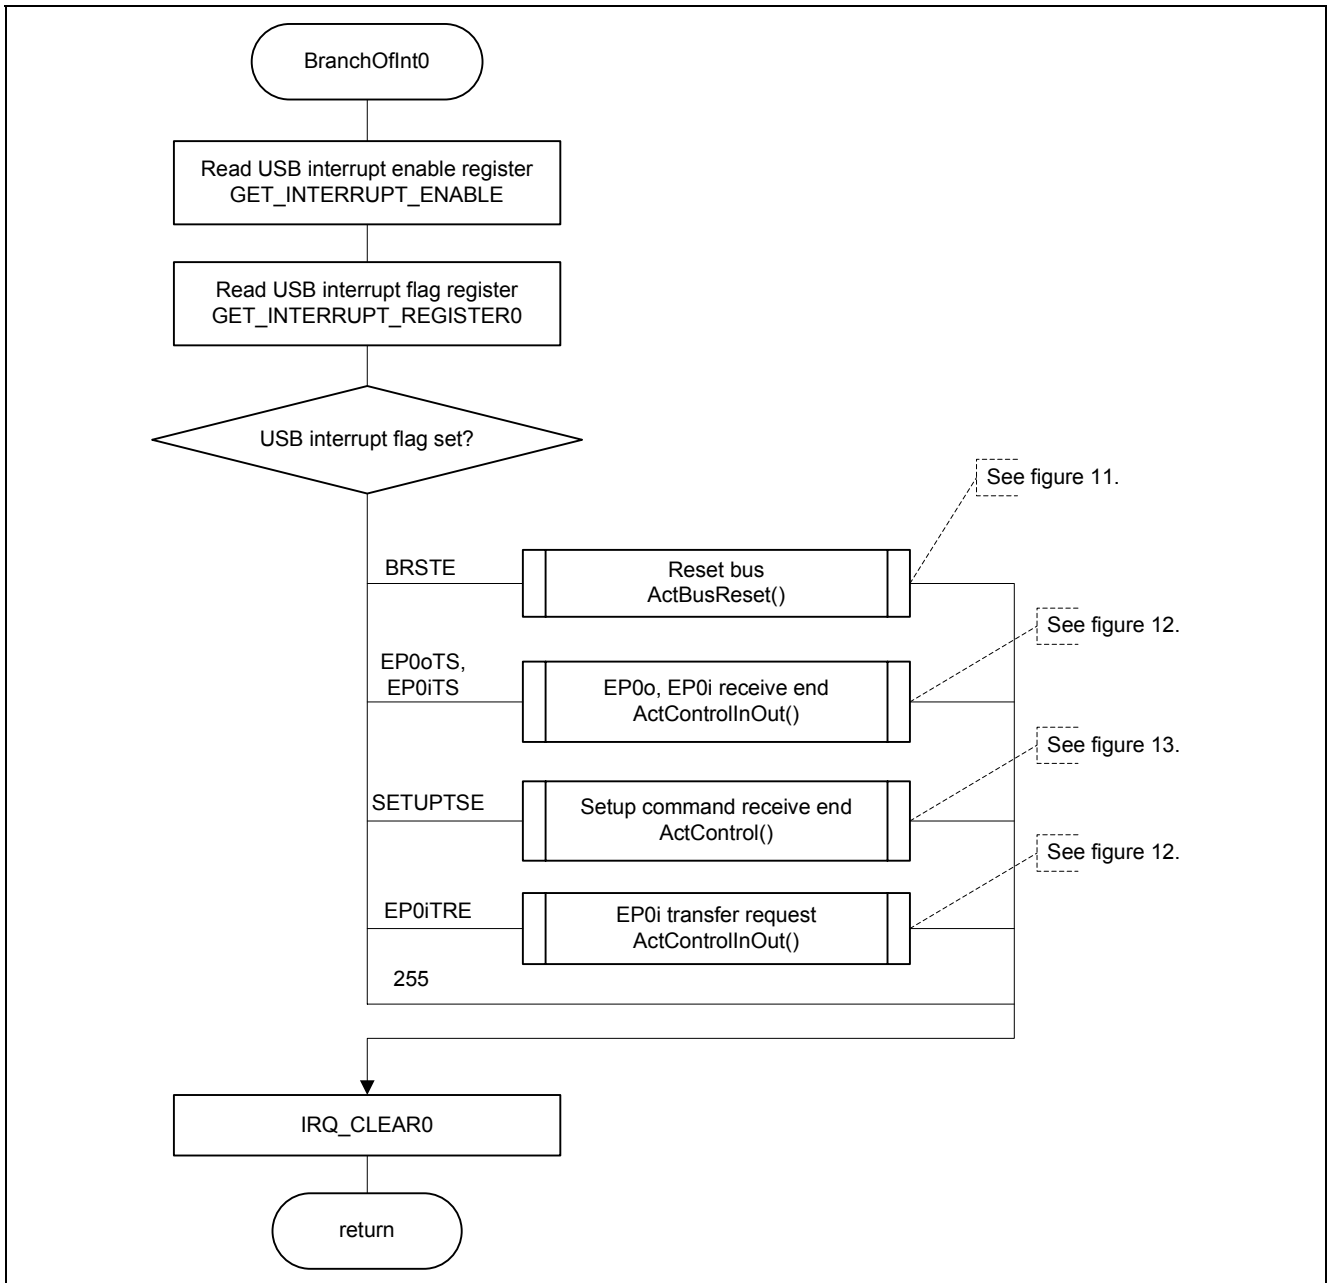 BranchOfInt0
Read USB interrupt enable register
GET_INTERRUPT_ENABLE
Read USB interrupt flag register
GET_INTERRUPT_REGISTER0
USB interrupt flag set?
See figure 11.
BRSTE
Reset bus
ActBusReset()
See figure 12.
EP0oTS,
EP0iTS
EP0o, EP0i receive end
ActControlInOut()
See figure 13.
SETUPTSE
Setup command receive end
ActControl()
See figure 12.
EP0iTRE
EP0i transfer request
ActControlInOut()
255
IRQ_CLEAR0
return